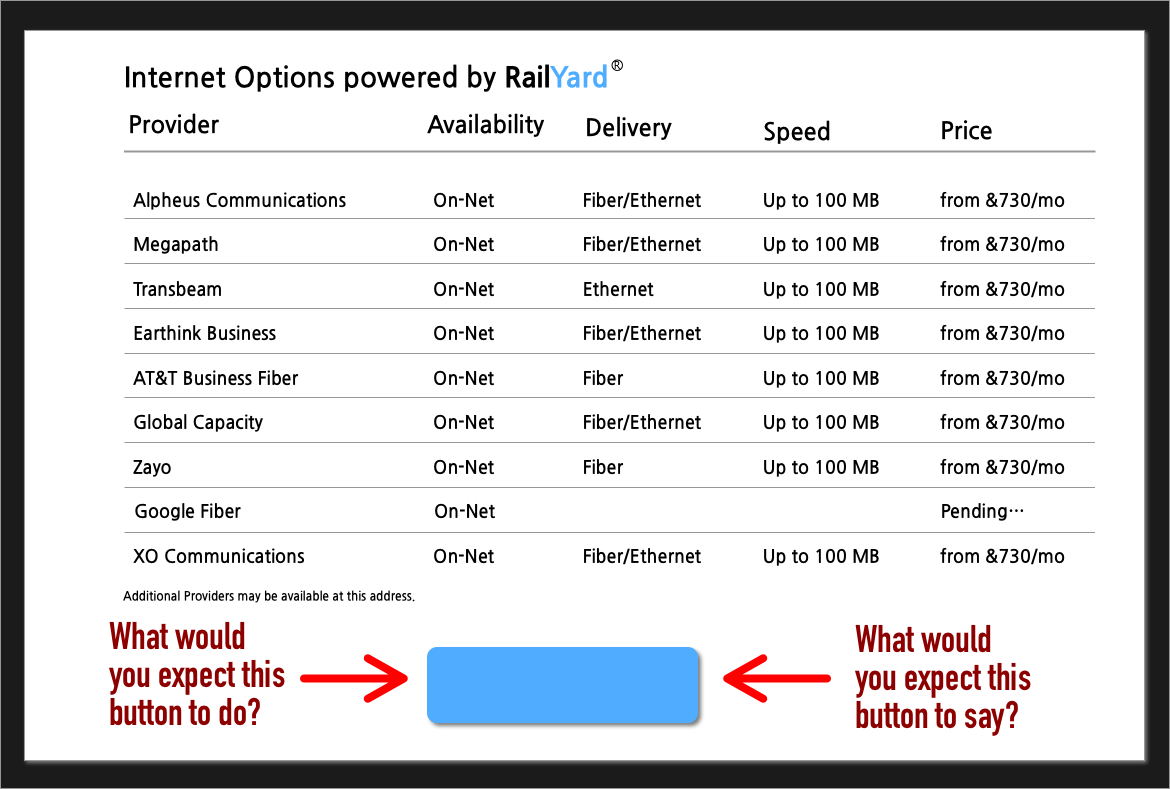 Internet Options powered by RailYard®
Provider Availability Delivery Speed Price
Alpheus Communications On-Net Fiber/Ethernet Up to 100 MB from &730/mo
Megapath On-Net Fiber/Ethernet Up to 100 MB from &730/mo
Transbeam On-Net Ethernet Up to 100 MB from &730/mo
Earthink Business On-Net Fiber/Ethernet Up to 100 MB from &730/mo
AT&T Business Fiber On-Net Fiber Up to 100 MB from &730/mo
Global Capacity On-Net Fiber/Ethernet Up to 100 MB from &730/mo
Zayo On-Net Fiber Up to 100 MB from &730/mo
Google Fiber On-Net Pending…
XO Communications On-Net Fiber/Ethernet Up to 100 MB from &730/mo
Additional Providers may be available at this address.
What would
you expect this
button to do?
What would
you expect this
button to say?